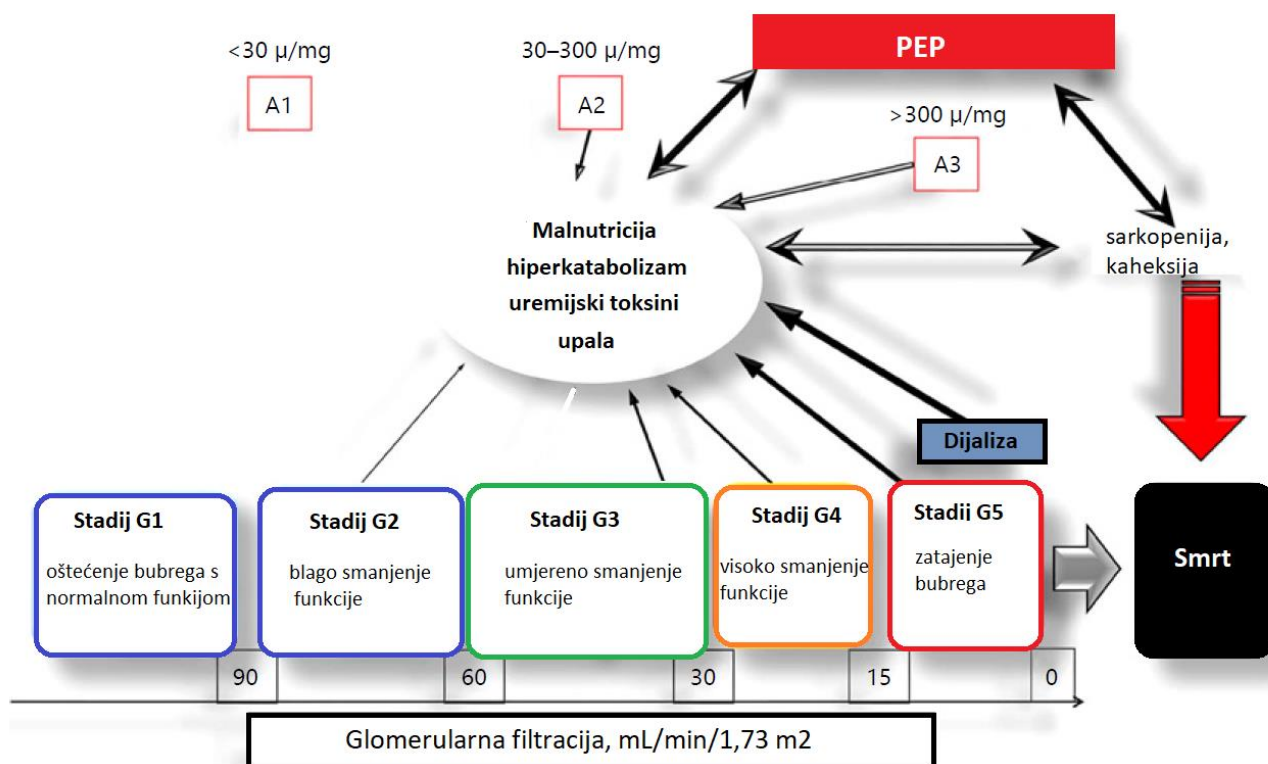 <30 µ/mg
A1
30–300 µ/mg
A2
PEP
>300 µ/mg
A3
Malnutricija
hiperkatabolizam
uremijski toksini
upala
sarkopenija,
kaheksija
Dijaliza
Stadij G1
oštećenje bubrega s
normalnom funkijom
Stadij G2
blago smanjenje
funkcije
Stadij G3
umjereno smanjenje
funkcije
Stadij G4
visoko smanjenje
funkcije
Stadij G5
zatajenje
bubrega
Smrt
90
60
30
15
0
Glomerularna filtracija, mL/min/1,73 m2